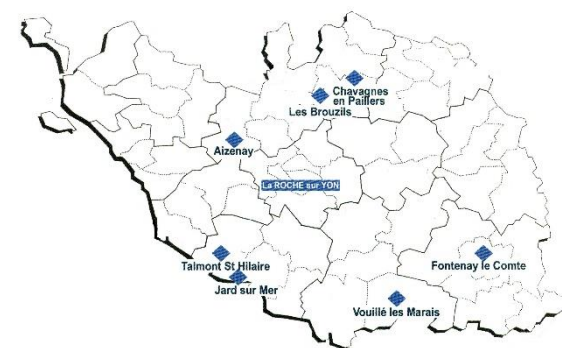 Chavagnes
en Paillers
Les Brouzils
Aizenay
La ROCHE sur YON
Talmont St Hilaire
Jard sur Mer
Fontenay le Comte
Vouillé les Marais